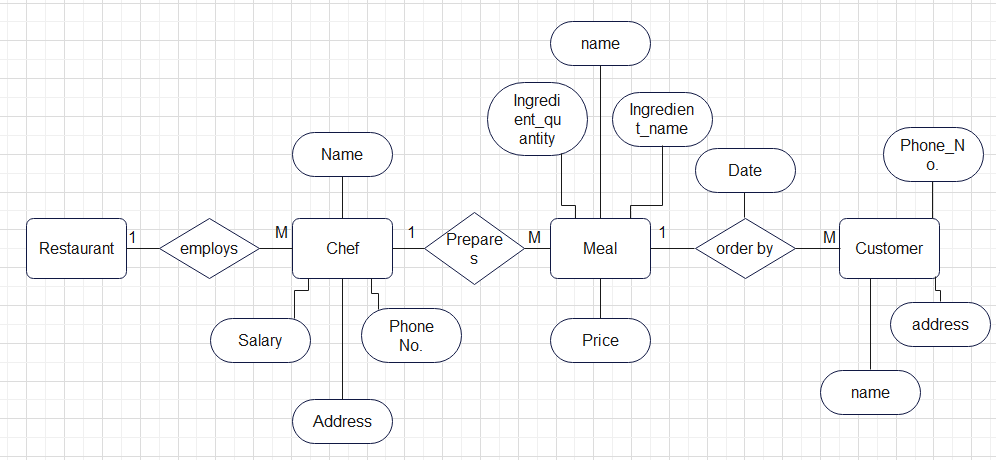 name
Ingredi
ent_qu
antity
Ingredien
t_name
Name
Date
Phone_N
o.
Restaurant
1
employs
M
Chef
1
Prepare
s
M
Meal
1
order by
M
Customer
Salary
Phone
No.
Price
address
Address
name